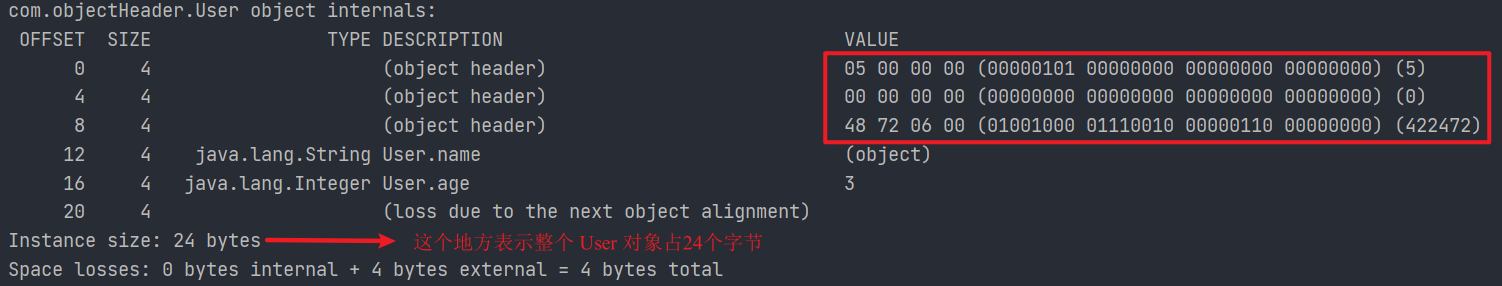 com.objectHeader.User object internals:
OFFSET SIZE TYPE DESCRIPTION VALUE
0 4 (object header) 05 00 00 00 (00000101 00000000 00000000 00000000) (5)
4 4 (object header) 00 00 00 00 (00000000 00000000 00000000 00000000) (0)
8 4 (object header) 48 72 06 00 (01001000 01110010 00000110 00000000) (422472)
12 4 java.lang.String User.name (object)
16 4 java.lang.Integer User.age 3
20 4 (loss due to the next object alignment)
Instance size: 24 bytes 这个地方表示整个 User 对象占24个字节
Space losses: 0 bytes internal + 4 bytes external = 4 bytes total